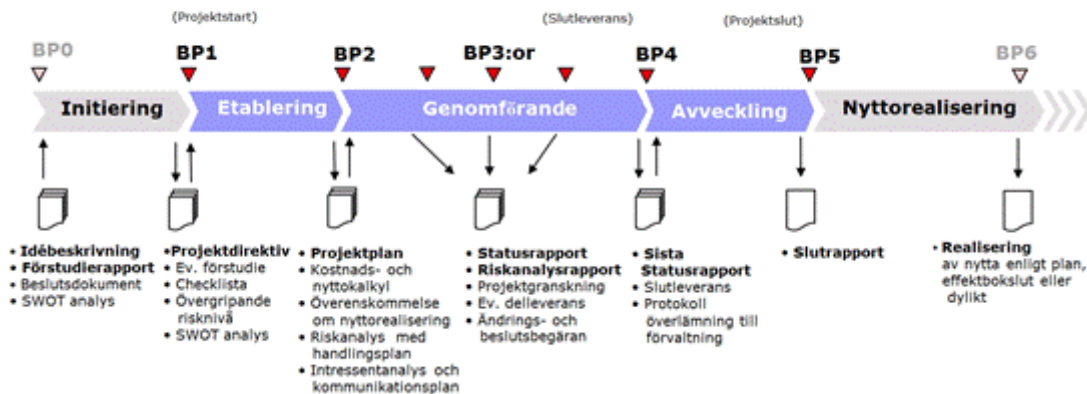 (Projektstart)
(Slutleverans)
(Projektslut)
BP0
BP1
BP2
BP3:or
BP4
BP5
BP6
Initiering
Etablering
Genomförande
Avveckling
Nyttorealisering
• Idébeskrivning
• Förstudierapport
• Beslutsdokument
• SWOT analys
• Projektdirektiv
• Ev. förstudie
• Checklista
• Övergripande
risknivå
• SWOT analys
• Projektplan
• Kostnads- och
nyttokalkyl
• Överenskommelse
om nyttorealisering
• Riskanalys med
handlingsplan
• Intressentanalys och
kommunikationsplan
• Statusrapport
• Riskanalysrapport
• Projektgranskning
• Ev. delleverans
• Ändrings- och
beslutsbegäran
• Sista
Statusrapport
• Slutleverans
• Protokoll
överlämning till
förvaltning
• Slutrapport
• Realisering
av nytta enligt plan,
effektbokslut eller
dylikt